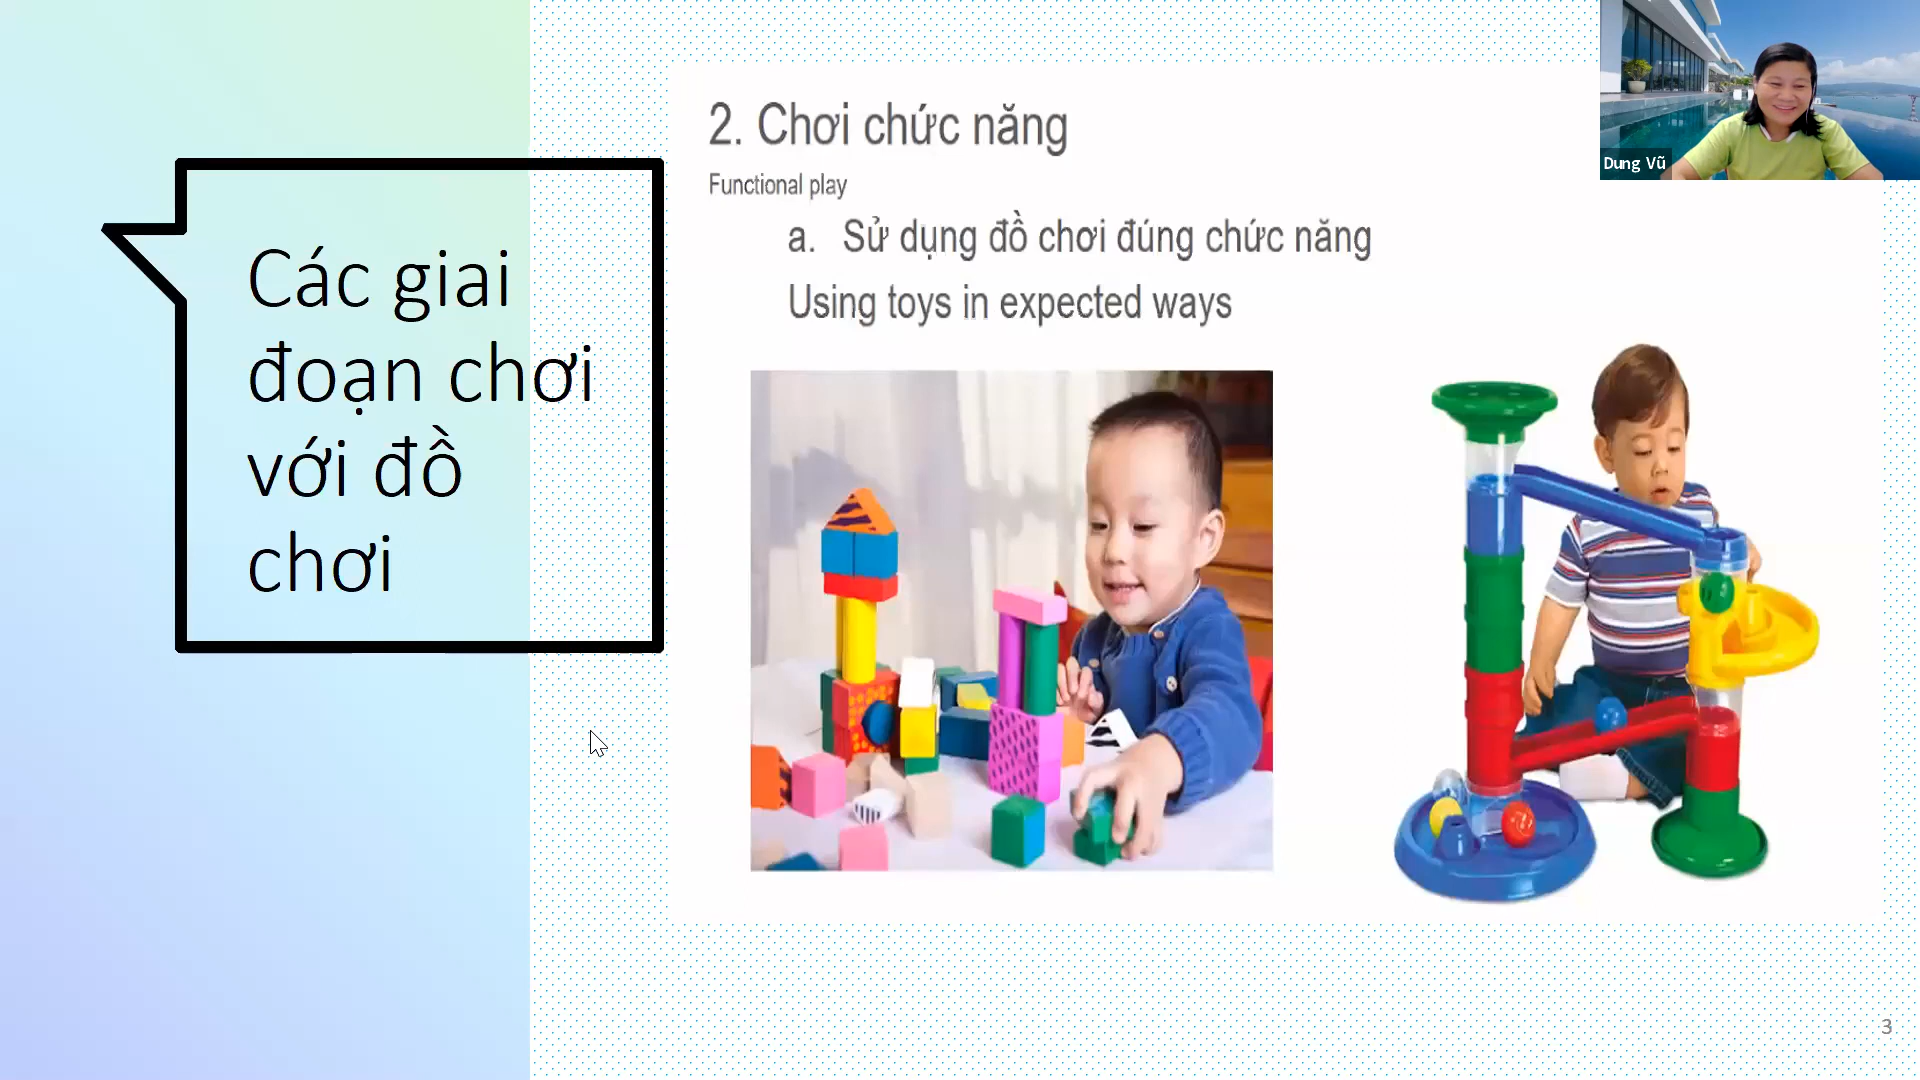 Các giai
đoạn chơi
với đồ
chơi
2. Chơi chức năng
Functional play
a. Sử dụng đồ chơi đúng chức năng
Using toys in expected ways
Dung Vũ
3